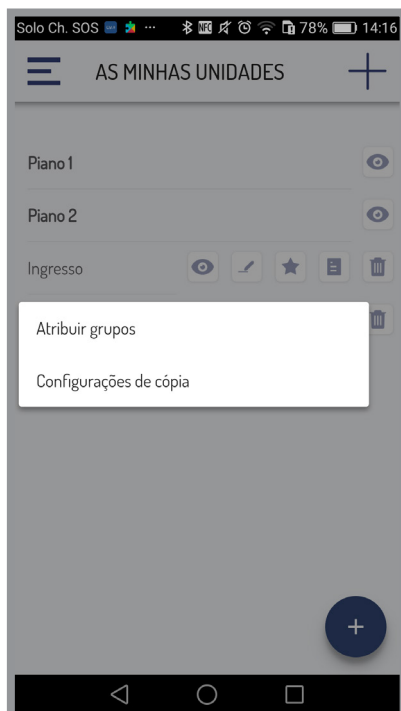 Solo Ch. SOS ... 78% 14:16
AS MINHAS UNIDADES
Piano 1
Piano 2
Ingresso
Atribuir grupos
Configurações de cópia